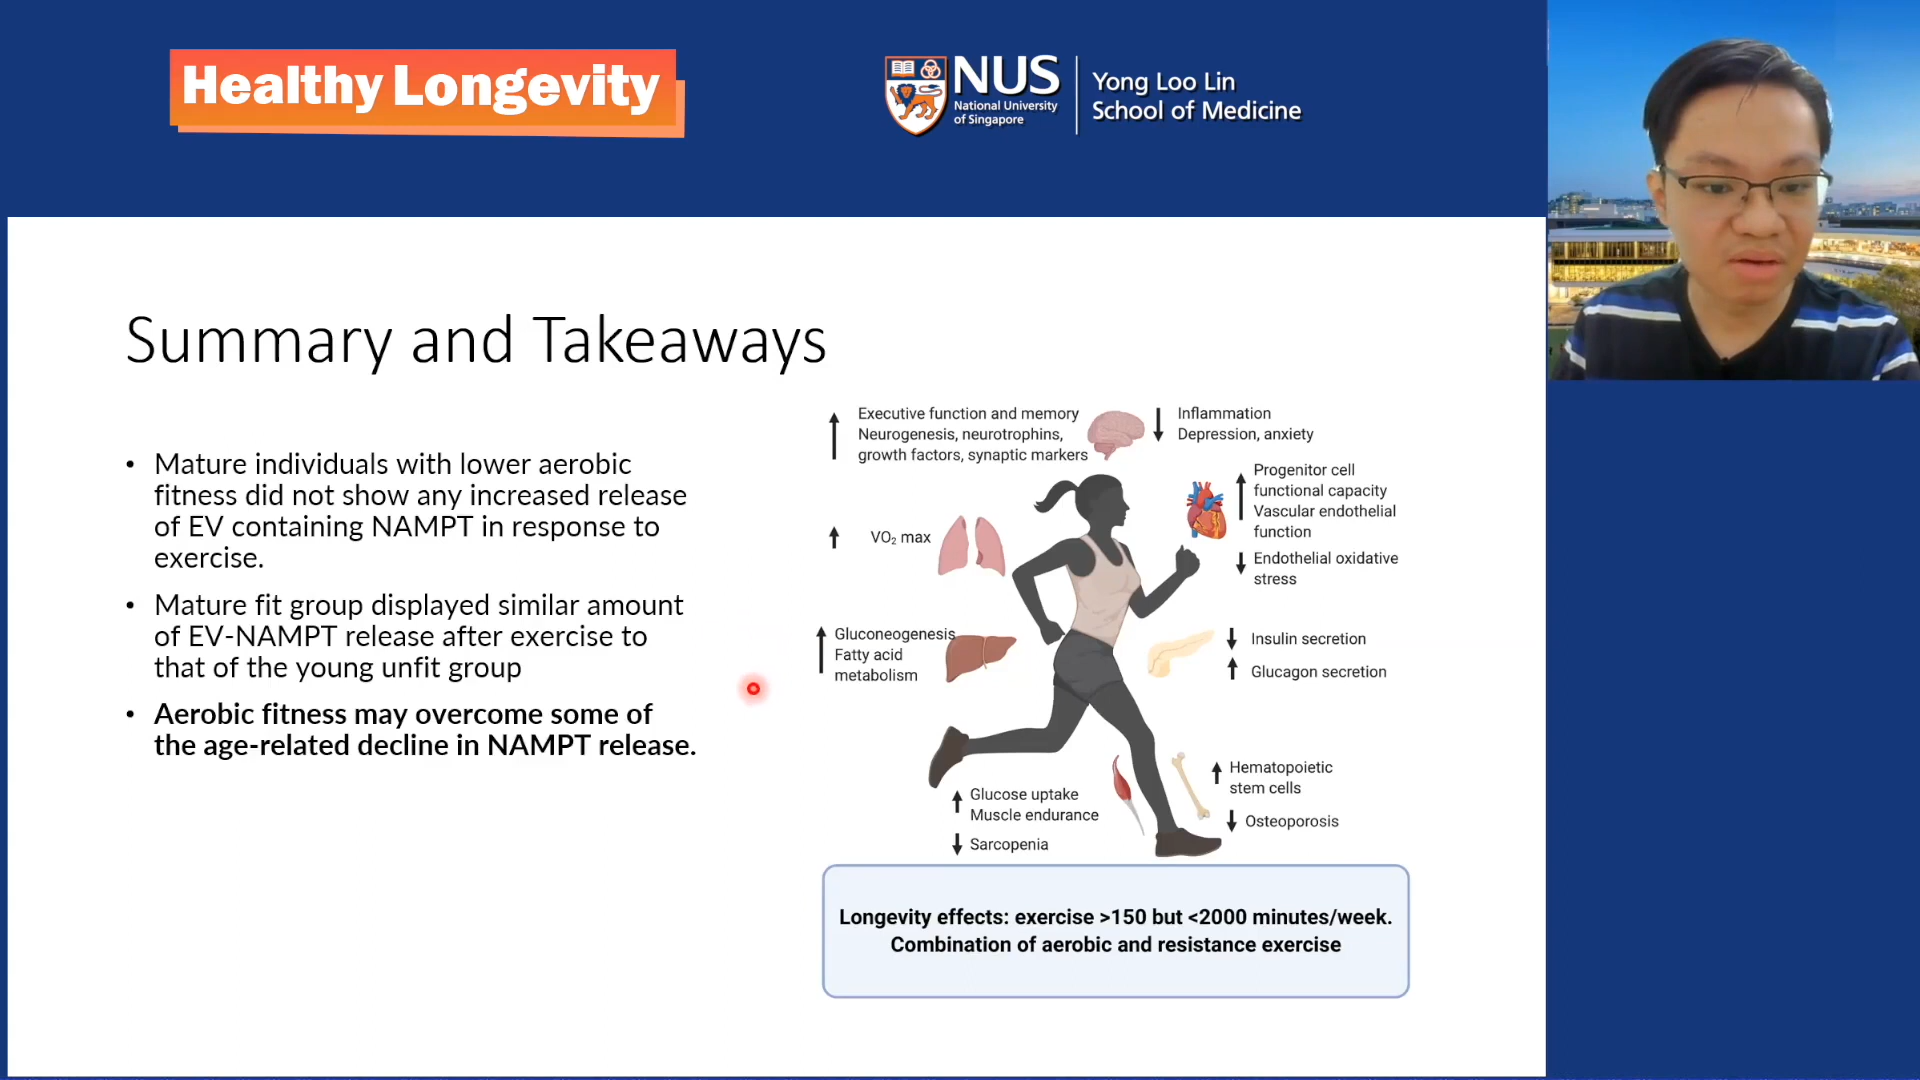 Healthy Longevity
NUS
National University
of Singapore
Yong Loo Lin
School of Medicine
Summary and Takeaways
• Mature individuals with lower aerobic
fitness did not show any increased release
of EV containing NAMPT in response to
exercise.
• Mature fit group displayed similar amount
of EV-NAMPT release after exercise to
that of the young unfit group
• Aerobic fitness may overcome some of
the age-related decline in NAMPT release.
Executive function and memory
Neurogenesis, neurotrophins,
growth factors, synaptic markers
Inflammation
Depression, anxiety
Progenitor cell
functional capacity
Vascular endothelial
function
Endothelial oxidative
stress
VO₂ max
Gluconeogenesis
Fatty acid
metabolism
Insulin secretion
Glucagon secretion
Glucose uptake
Muscle endurance
Sarcopenia
Hematopoietic
stem cells
Osteoporosis
Longevity effects: exercise >150 but <2000 minutes/week.
Combination of aerobic and resistance exercise